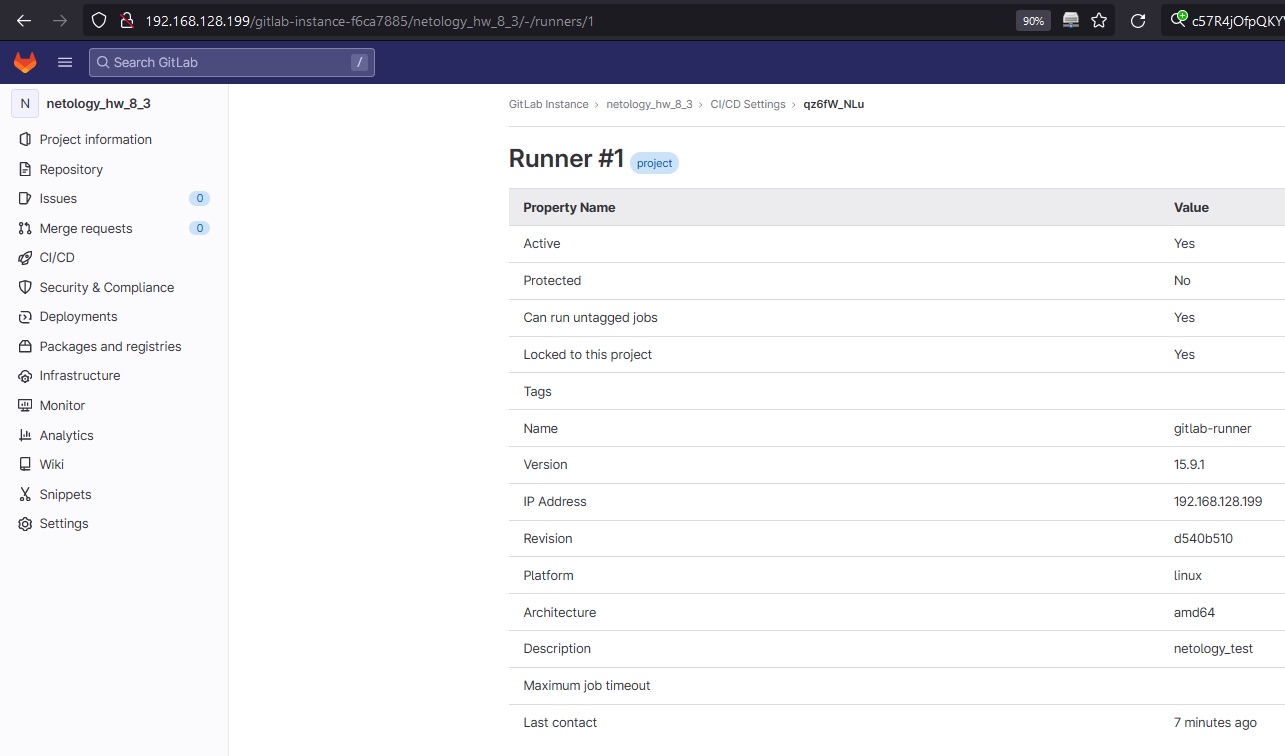 192.168.128.199/gitlab-instance-f6ca7885/netology_hw_8_3/-/runners/1
90%
Search GitLab
/
N netology_hw_8_3
Project information
Repository
Issues 0
Merge requests 0
CI/CD
Security & Compliance
Deployments
Packages and registries
Infrastructure
Monitor
Analytics
Wiki
Snippets
Settings
GitLab Instance › netology_hw_8_3 › CI/CD Settings › qz6fW_NLu
Runner #1 project
Property Name Value
Active Yes
Protected No
Can run untagged jobs Yes
Locked to this project Yes
Tags
Name gitlab-runner
Version 15.9.1
IP Address 192.168.128.199
Revision d540b510
Platform linux
Architecture amd64
Description netology_test
Maximum job timeout
Last contact 7 minutes ago